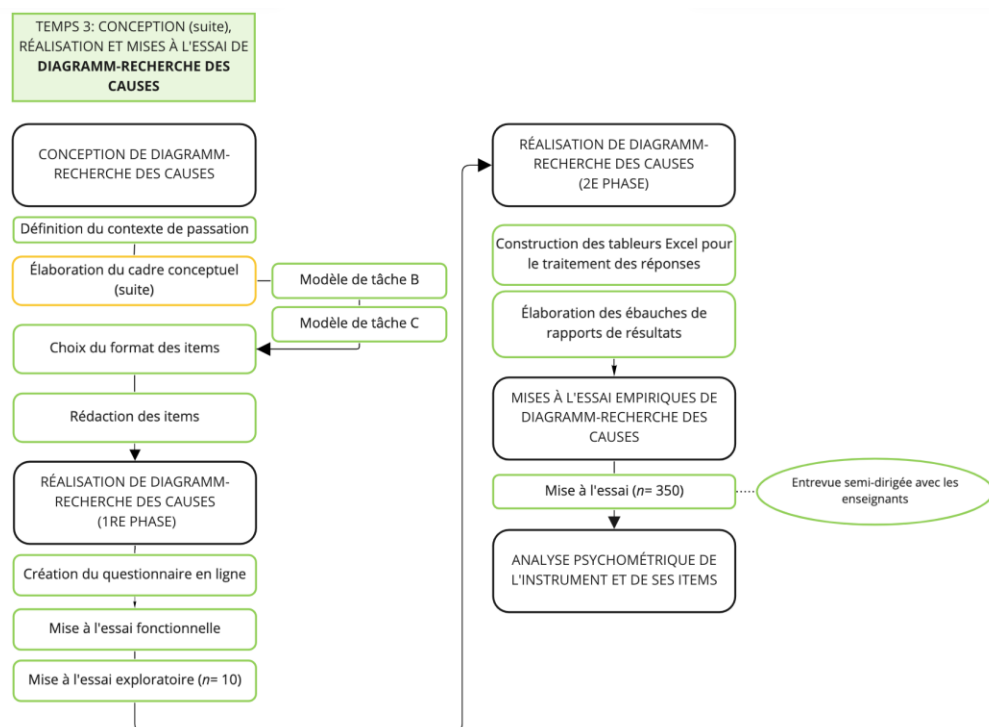 TEMPS 3: CONCEPTION (suite),
RÉALISATION ET MISES À L'ESSAI DE
DIAGRAMM-RECHERCHE DES
CAUSES
CONCEPTION DE DIAGRAMM-
RECHERCHE DES CAUSES
Définition du contexte de passation
Élaboration du cadre conceptuel
(suite)
Modèle de tâche B
Modèle de tâche C
Choix du format des items
Rédaction des items
RÉALISATION DE DIAGRAMM-
RECHERCHE DES CAUSES
(1RE PHASE)
Création du questionnaire en ligne
Mise à l'essai fonctionnelle
Mise à l'essai exploratoire (n= 10)
RÉALISATION DE DIAGRAMM-
RECHERCHE DES CAUSES
(2E PHASE)
Construction des tableurs Excel pour
le traitement des réponses
Élaboration des ébauches de
rapports de résultats
MISES À L'ESSAI EMPIRIQUES DE
DIAGRAMM-RECHERCHE DES
CAUSES
Mise à l'essai (n= 350)
Entrevue semi-dirigée avec les
enseignants
ANALYSE PSYCHOMÉTRIQUE DE
L'INSTRUMENT ET DE SES ITEMS